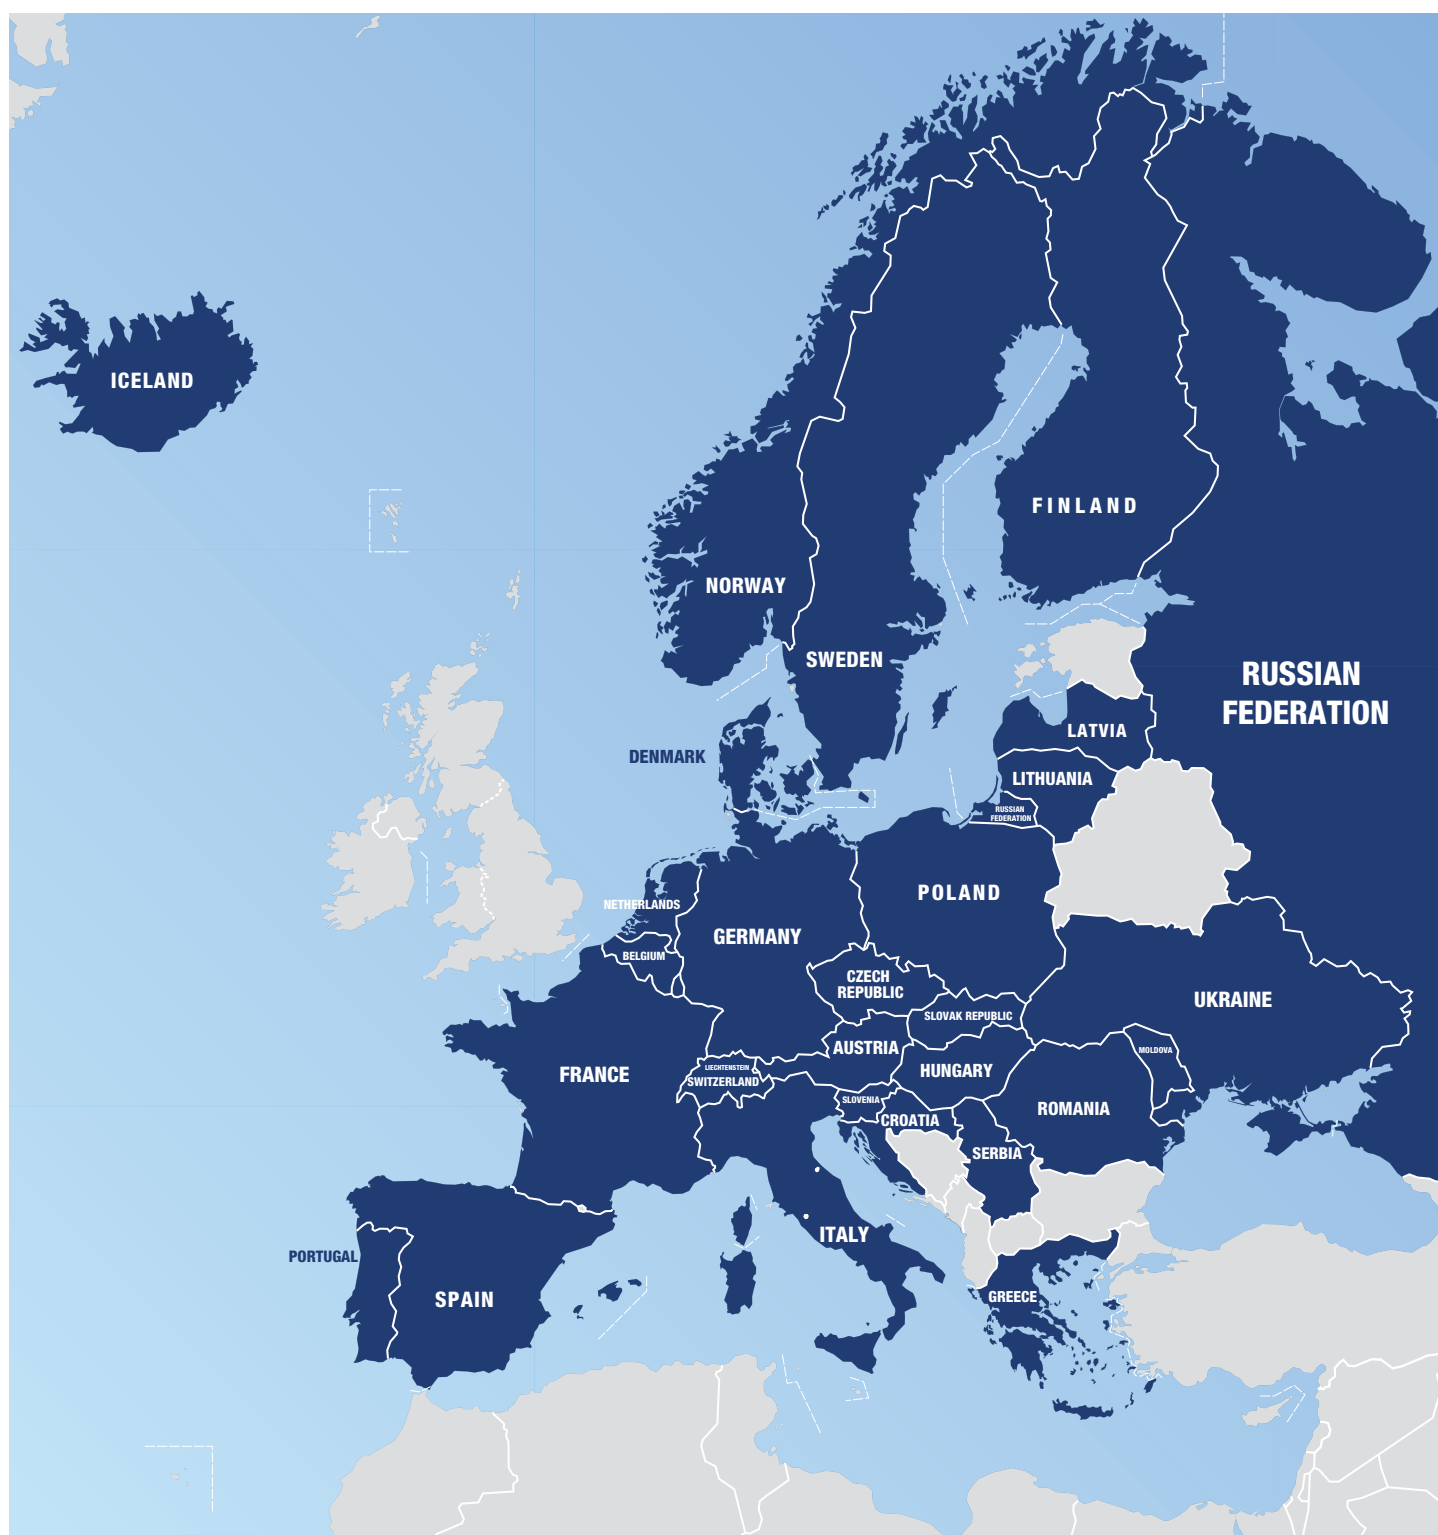 ICELAND
FINLAND
NORWAY
SWEDEN
RUSSIAN
FEDERATION
LATVIA
DENMARK
LITHUANIA
RUSSIAN
FEDERATION
POLAND
NETHERLANDS
GERMANY
BELGIUM
CZECH
REPUBLIC
UKRAINE
SLOVAK REPUBLIC
AUSTRIA
MOLDOVA
LIECHTENSTEIN
HUNGARY
FRANCE
SWITZERLAND
SLOVENIA
ROMANIA
CROATIA
SERBIA
ITALY
PORTUGAL
GREECE
SPAIN